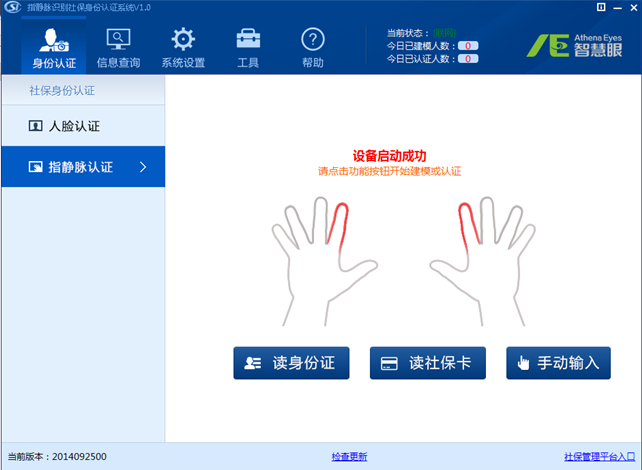 指静脉识别社保身份认证系统V1.0
身份认证
信息查询
系统设置
工具
帮助
当前状态： [联网]
今日已建模人数： 0
今日已认证人数： 0
Athena Eyes
智慧眼
社保身份认证
人脸认证
指静脉认证
设备启动成功
请点击功能按钮开始建模或认证
读身份证
读社保卡
手动输入
当前版本：2014092500
检查更新
社保管理平台入口